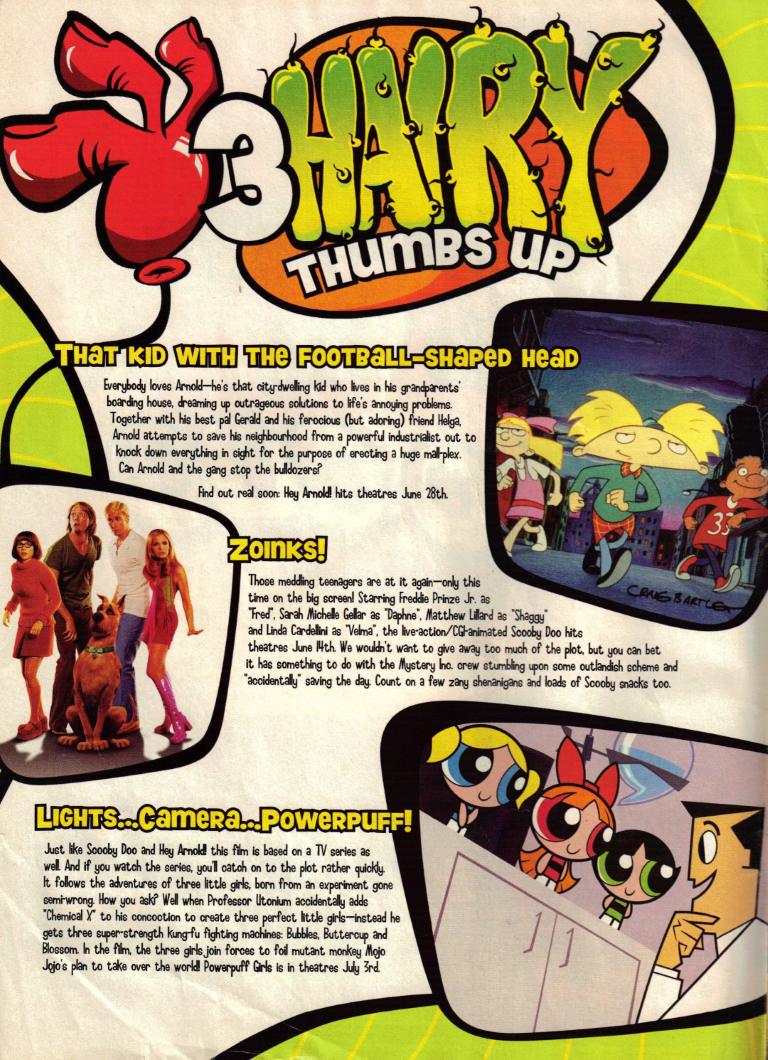 3 HAIRY
THUMBS UP
THAT KID WITH THE FOOTBALL-SHAPED HEAD
Everybody loves Arnold—he's that city-dwelling kid who lives in his grandparents'
boarding house, dreaming up outrageous solutions to life's annoying problems.
Together with his best pal Gerald and his ferocious (but adoring) friend Helga,
Arnold attempts to save his neighbourhood from a powerful industrialist out to
knock down everything in sight for the purpose of erecting a huge mall-plex.
Can Arnold and the gang stop the bulldozers?
Find out real soon: Hey Arnold! hits theatres June 28th.
33
CRAIG BARTLETT
ZOINKS!
Those meddling teenagers are at it again—only this
time on the big screen! Starring Freddie Prinze Jr. as
"Fred", Sarah Michelle Gellar as "Daphne", Matthew Lillard as "Shaggy"
and Linda Cardellini as "Velma", the live-action/CGI-animated Scooby Doo hits
theatres June 14th. We wouldn't want to give away too much of the plot, but you can bet
it has something to do with the Mystery Inc. crew stumbling upon some outlandish scheme and
"accidentally" saving the day. Count on a few zany shenanigans and loads of Scooby snacks too.
LIGHTS...CAMERA...POWERPUFF!
Just like Scooby Doo and Hey Arnold! this film is based on a TV series as
well. And if you watch the series, you'll catch on to the plot rather quickly.
It follows the adventures of three little girls, born from an experiment gone
semi-wrong. How you ask? Well when Professor Utonium accidentally adds
"Chemical X" to his concoction to create three perfect little girls—instead he
gets three super-strength kung-fu fighting machines: Bubbles, Buttercup and
Blossom. In the film, the three girls join forces to foil mutant monkey Mojo
Jojo's plan to take over the world! Powerpuff Girls is in theatres July 3rd.